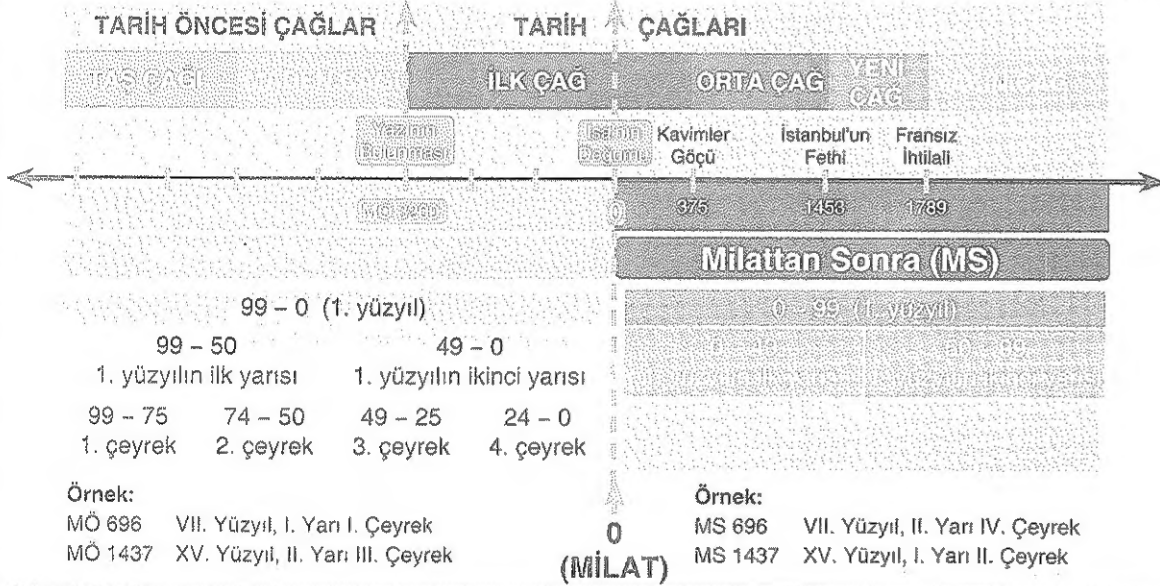 TARİH ÖNCESİ ÇAĞLAR
TARİH ÇAĞLARI
TAŞ ÇAĞI
İLK ÇAĞ
ORTA ÇAĞ
YENİ ÇAĞ
Yazının
Bulunması
İsa'nın
Doğumu
Kavimler
Göçü
İstanbul'un
Fethi
Fransız
İhtilali
MÖ
0
375
1453
1789
Milattan Sonra (MS)
99 – 0 (1. yüzyıl)
0 – 99 (1. yüzyıl)
99 – 50
49 – 0
1. yüzyılın ilk yarısı
1. yüzyılın ikinci yarısı
99 – 75
74 – 50
49 – 25
24 – 0
1. çeyrek
2. çeyrek
3. çeyrek
4. çeyrek
Örnek:
MÖ 696 VII. Yüzyıl, I. Yarı I. Çeyrek
MÖ 1437 XV. Yüzyıl, II. Yarı III. Çeyrek
0
(MİLAT)
Örnek:
MS 696 VII. Yüzyıl, II. Yarı IV. Çeyrek
MS 1437 XV. Yüzyıl, I. Yarı II. Çeyrek